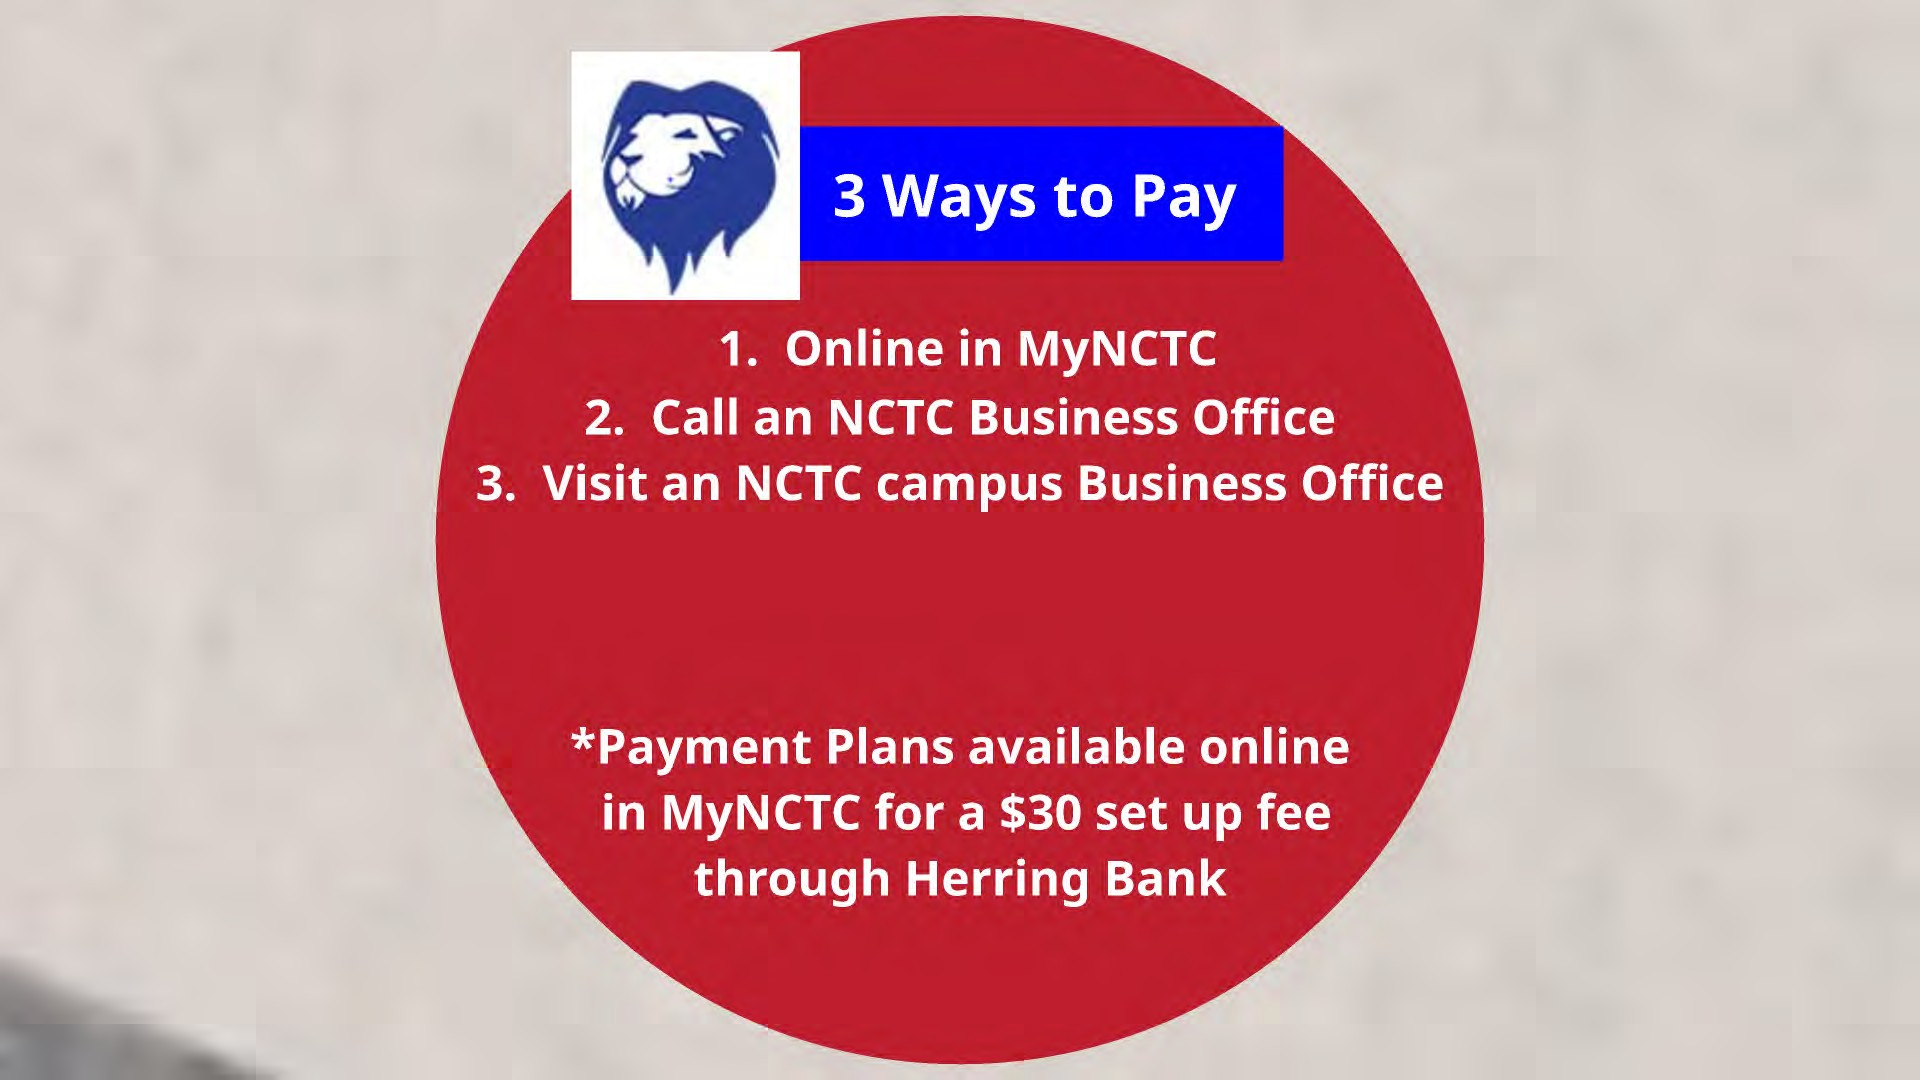 3 Ways to Pay
1. Online in MyNCTC
2. Call an NCTC Business Office
3. Visit an NCTC campus Business Office
*Payment Plans available online
in MyNCTC for a $30 set up fee
through Herring Bank